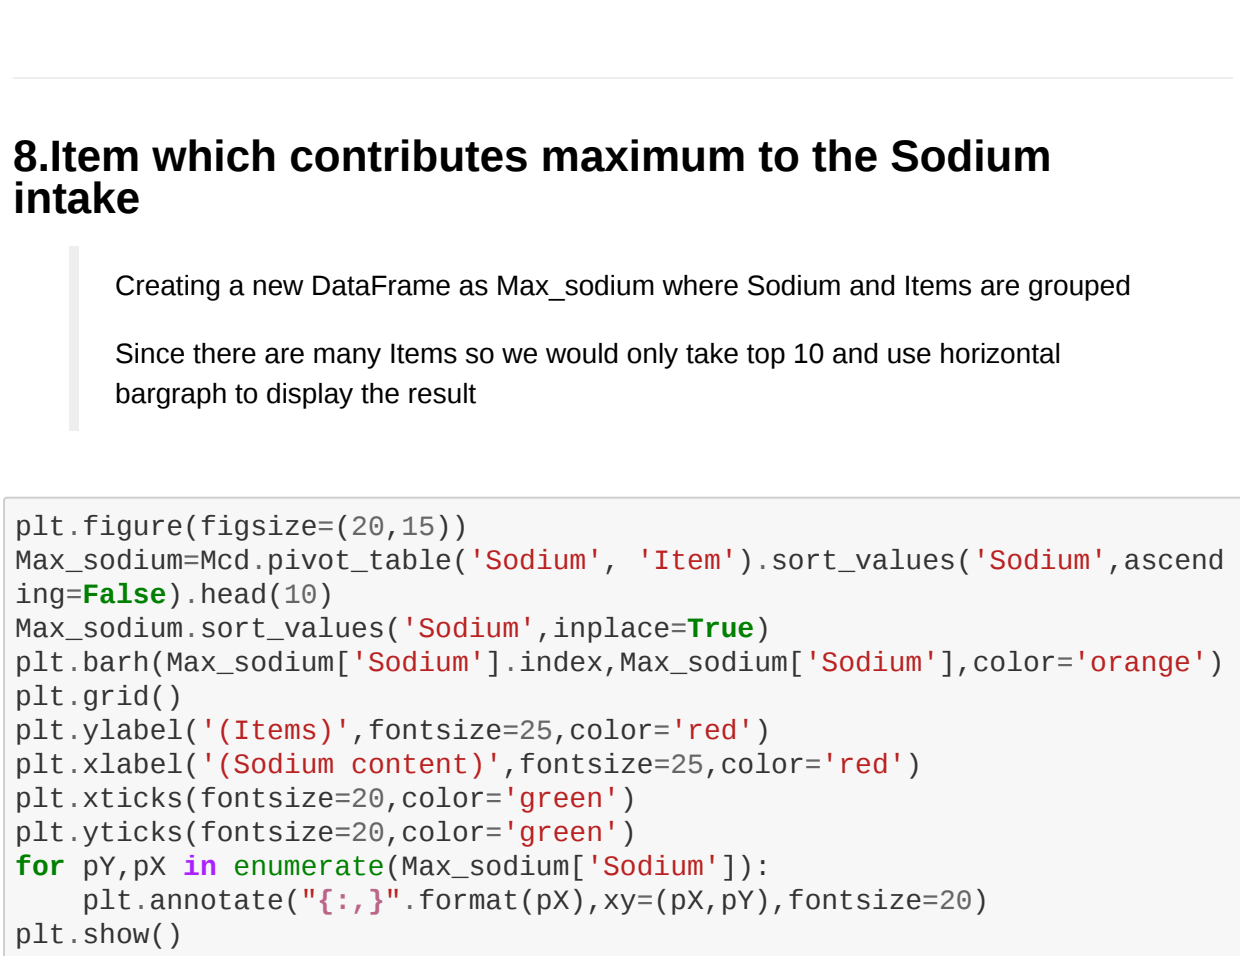 8.Item which contributes maximum to the Sodium
intake
Creating a new DataFrame as Max_sodium where Sodium and Items are grouped
Since there are many Items so we would only take top 10 and use horizontal
bargraph to display the result
plt.figure(figsize=(20,15))
Max_sodium=Mcd.pivot_table('Sodium', 'Item').sort_values('Sodium',ascend
ing=False).head(10)
Max_sodium.sort_values('Sodium',inplace=True)
plt.barh(Max_sodium['Sodium'].index,Max_sodium['Sodium'],color='orange')
plt.grid()
plt.ylabel('(Items)',fontsize=25,color='red')
plt.xlabel('(Sodium content)',fontsize=25,color='red')
plt.xticks(fontsize=20,color='green')
plt.yticks(fontsize=20,color='green')
for pY,pX in enumerate(Max_sodium['Sodium']):
    plt.annotate("{:,}".format(pX),xy=(pX,pY),fontsize=20)
plt.show()